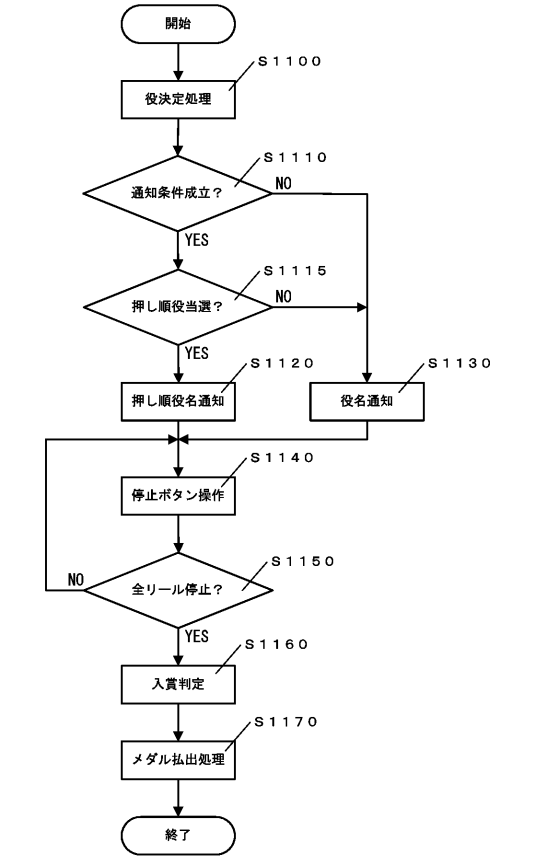 開始
Ｓ１１００
役決定処理
Ｓ１１１０
通知条件成立？
NO
YES
Ｓ１１１５
押し順役当選？
NO
YES
Ｓ１１２０
Ｓ１１３０
押し順役名通知
役名通知
Ｓ１１４０
停止ボタン操作
Ｓ１１５０
全リール停止？
NO
YES
Ｓ１１６０
入賞判定
Ｓ１１７０
メダル払出処理
終了